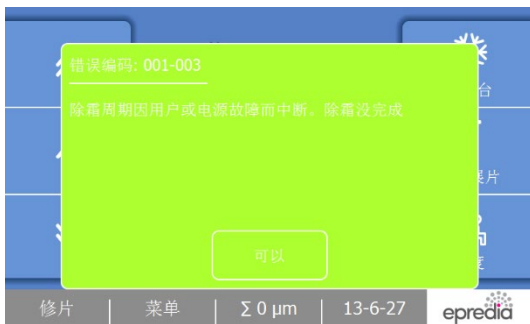 错误编码: 001-003
台
除霜周期因用户或电源故障而中断。除霜没完成
片
可以
度
修片
菜单
Σ 0 µm
13-6-27
epredia